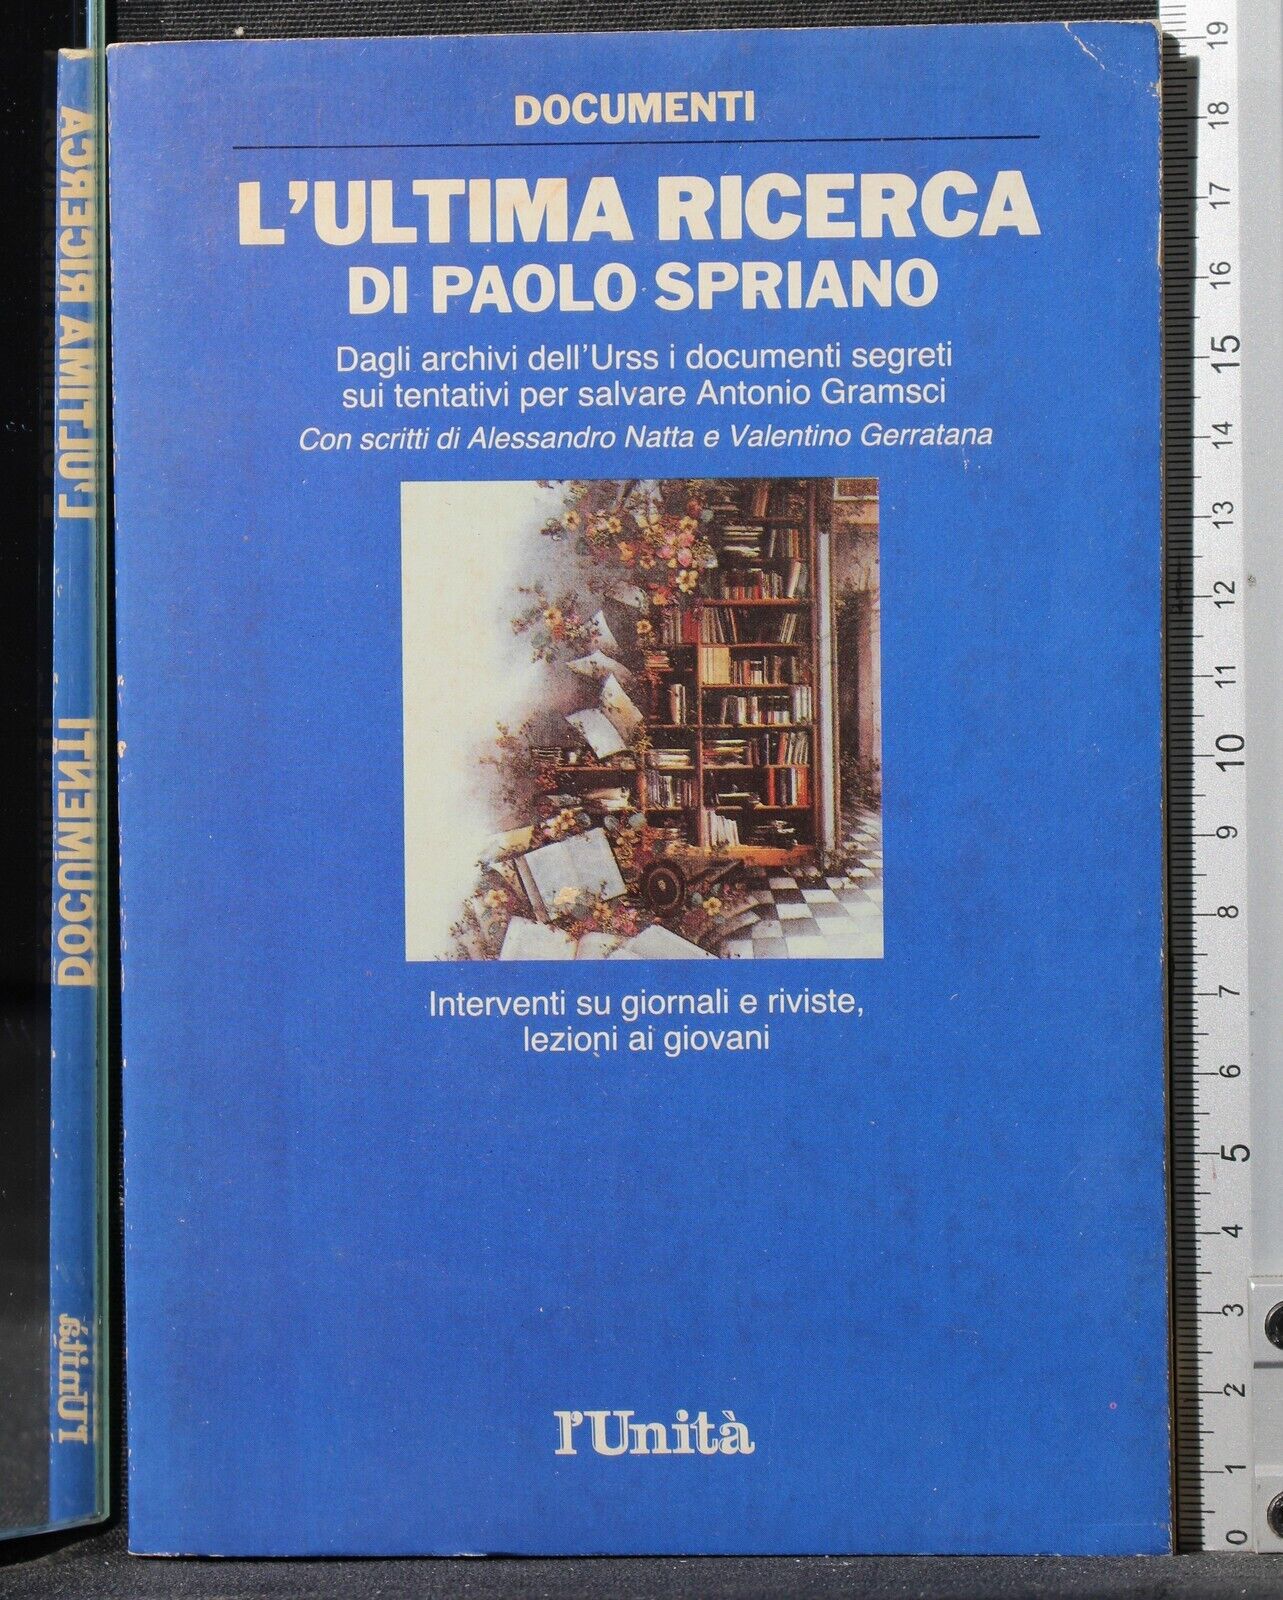 DOCUMENTI
L'ULTIMA RICERCA
DI PAOLO SPRIANO
Dagli archivi dell'Urss i documenti segreti
sui tentativi per salvare Antonio Gramsci
Con scritti di Alessandro Natta e Valentino Gerratana
Interventi su giornali e riviste,
lezioni ai giovani
l'Unità
L'ULTIMA RICERCA
DOCUMENTI
l'Unità
19
18
17
16
15
14
13
12
11
10
9
8
7
6
5
4
3
2
1
0